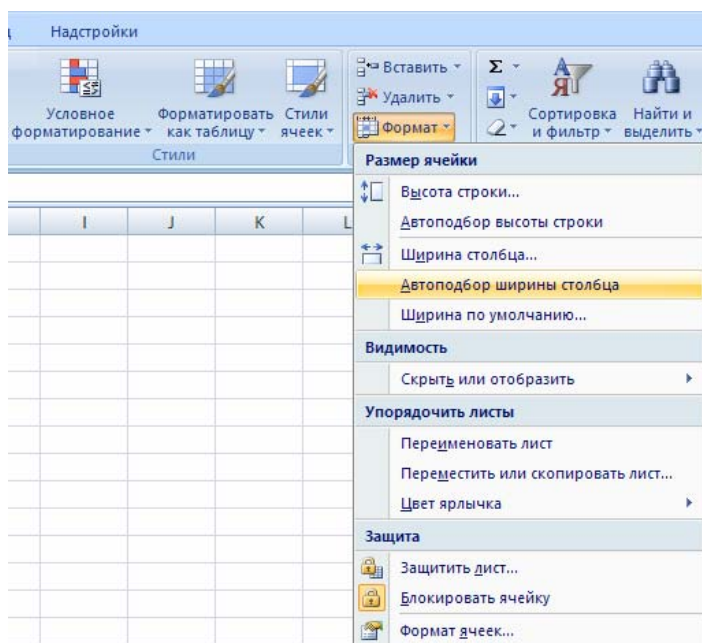 Надстройки
Вставить
Удалить
Формат
Σ
Условное форматирование
Форматировать как таблицу
Стили ячеек
Сортировка и фильтр
Найти и выделить
Стили
Размер ячейки
Высота строки...
Автоподбор высоты строки
Ширина столбца...
Автоподбор ширины столбца
Ширина по умолчанию...
Видимость
Скрыть или отобразить
Упорядочить листы
Переименовать лист
Переместить или скопировать лист...
Цвет ярлычка
Защита
Защитить лист...
Блокировать ячейку
Формат ячеек...
I J K L